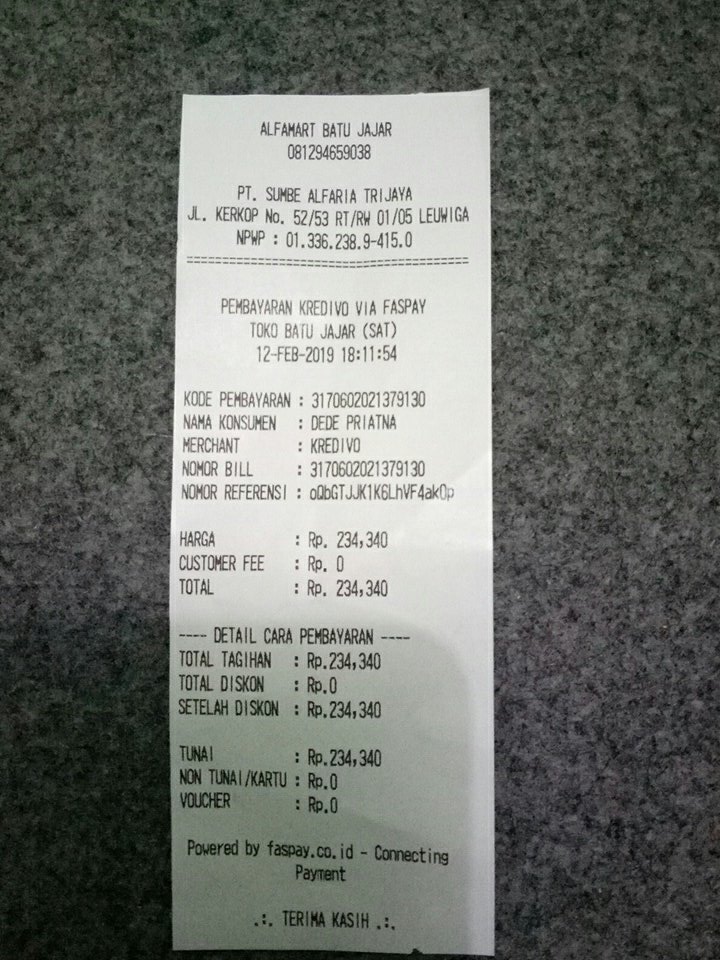 ALFAMART BATU JAJAR
081294659038
PT. SUMBE ALFARIA TRIJAYA
JL. KERKOP No. 52/53 RT/RW 01/05 LEUWIGA
NPWP : 01.336.238.9-415.0
========================================
PEMBAYARAN KREDIVO VIA FASPAY
TOKO BATU JAJAR (SAT)
12-FEB-2019 18:11:54
KODE PEMBAYARAN : 3170602021379130
NAMA KONSUMEN : DEDE PRIATNA
MERCHANT : KREDIVO
NOMOR BILL : 3170602021379130
NOMOR REFERENSI : oQbGTJJK1K6LhVF4akOp
HARGA : Rp. 234,340
CUSTOMER FEE : Rp. 0
TOTAL : Rp. 234,340
---- DETAIL CARA PEMBAYARAN ----
TOTAL TAGIHAN : Rp.234,340
TOTAL DISKON : Rp.0
SETELAH DISKON : Rp.234,340
TUNAI : Rp.234,340
NON TUNAI/KARTU : Rp.0
VOUCHER : Rp.0
Powered by faspay.co.id - Connecting
Payment
.:. TERIMA KASIH .:.